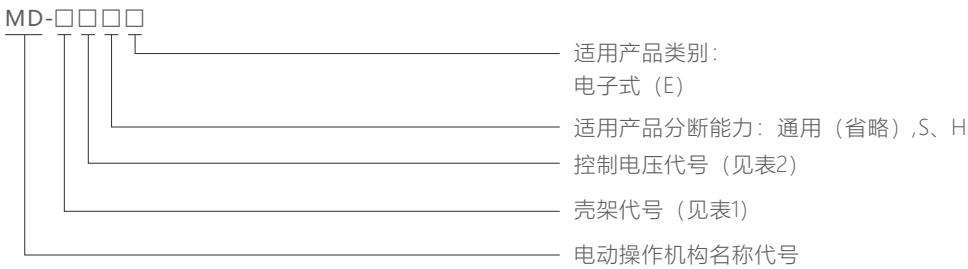 MD-□□□□
适用产品类别：
电子式（E）
适用产品分断能力：通用（省略）,S、H
控制电压代号（见表2）
壳架代号（见表1）
电动操作机构名称代号